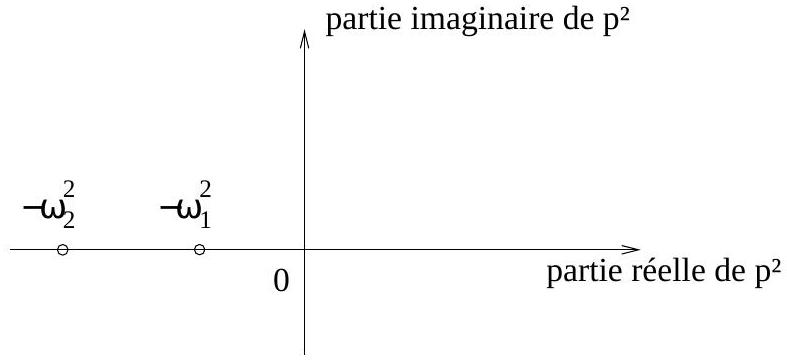 partie imaginaire de p²
−ω₂² −ω₁²
0
partie réelle de p²